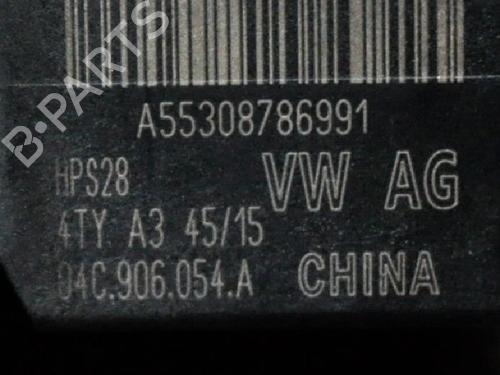 B-PARTS
A55308786991
HPS28 VW AG
4TY A3 45/15
04C.906.054.A CHINA